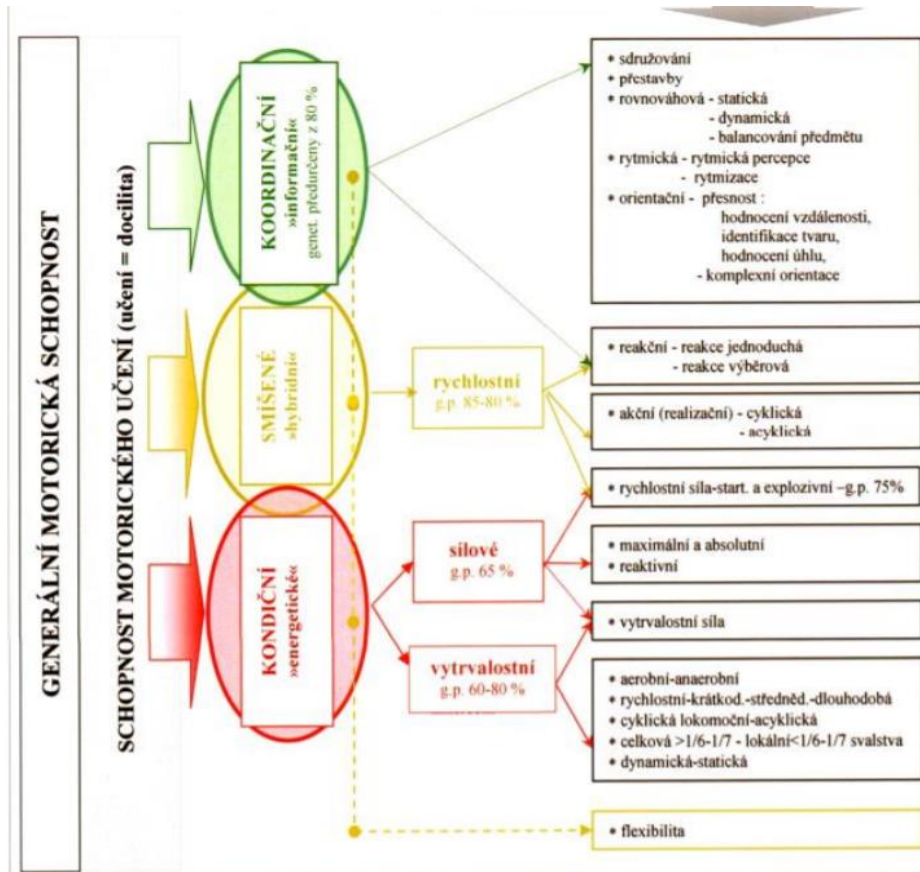 GENERÁLNÍ MOTORICKÁ SCHOPNOST
SCHOPNOST MOTORICKÉHO UČENÍ (učení = docilita)
KOORDINAČNÍ
»informační«
genet. předurčeny z 80 %
SMÍŠENÉ
»hybridní«
KONDIČNÍ
»energetické«
rychlostní
g.p. 85-80 %
silové
g.p. 65 %
vytrvalostní
g.p. 60-80 %
• sdružování
• přestavby
• rovnováhová - statická
- dynamická
- balancování předmětu
• rytmická - rytmická percepce
- rytmizace
• orientační - přesnost :
hodnocení vzdálenosti,
identifikace tvaru,
hodnocení úhlu,
- komplexní orientace
• reakční - reakce jednoduchá
- reakce výběrová
• akční (realizační) - cyklická
- acyklická
• rychlostní síla-start. a explozivní –g.p. 75%
• maximální a absolutní
• reaktivní
• vytrvalostní síla
• aerobní-anaerobní
• rychlostní-krátkod.-středněd.-dlouhodobá
• cyklická lokomoční-acyklická
• celková >1/6-1/7 - lokální<1/6-1/7 svalstva
• dynamická-statická
• flexibilita